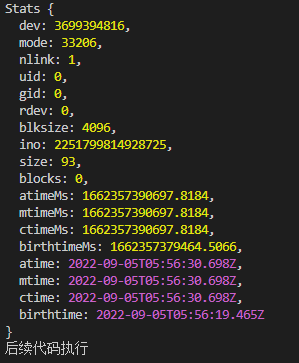 Stats {
  dev: 3699394816,
  mode: 33206,
  nlink: 1,
  uid: 0,
  gid: 0,
  rdev: 0,
  blksize: 4096,
  ino: 2251799814928725,
  size: 93,
  blocks: 0,
  atimeMs: 1662357390697.8184,
  mtimeMs: 1662357390697.8184,
  ctimeMs: 1662357390697.8184,
  birthtimeMs: 1662357379464.5066,
  atime: 2022-09-05T05:56:30.698Z,
  mtime: 2022-09-05T05:56:30.698Z,
  ctime: 2022-09-05T05:56:30.698Z,
  birthtime: 2022-09-05T05:56:19.465Z
}
后续代码执行